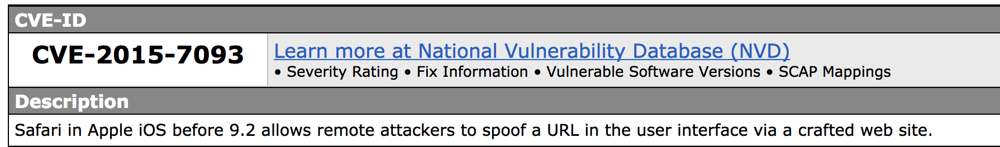 CVE-ID
CVE-2015-7093
Learn more at National Vulnerability Database (NVD)
• Severity Rating • Fix Information • Vulnerable Software Versions • SCAP Mappings
Description
Safari in Apple iOS before 9.2 allows remote attackers to spoof a URL in the user interface via a crafted web site.